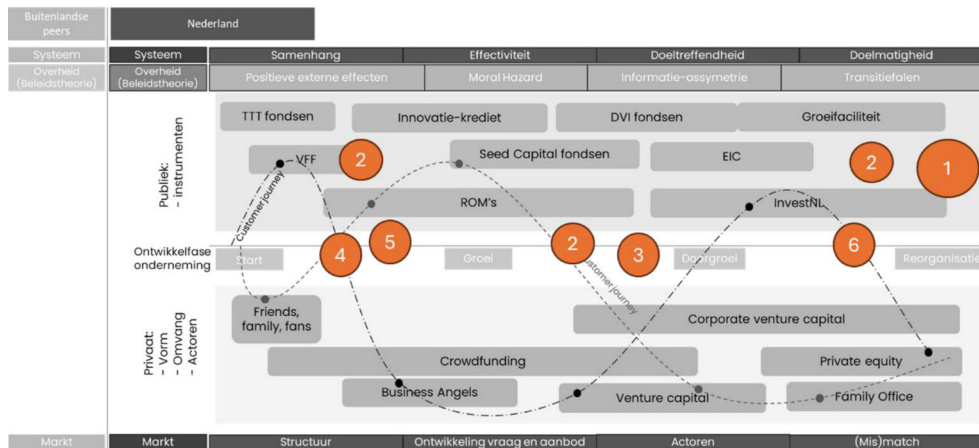 Buitenlandse
peers
Nederland
Systeem
Systeem
Samenhang
Effectiviteit
Doeltreffendheid
Doelmatigheid
Overheid
(Beleidstheorie)
Overheid
(Beleidstheorie)
Positieve externe effecten
Moral Hazard
Informatie-assymetrie
Transitiefalen
Publiek:
- instrumenten
TTT fondsen
Innovatie-krediet
DVI fondsen
Groeifaciliteit
VFF
2
Seed Capital fondsen
EIC
2
1
Customer journey
ROM's
InvestNL
Ontwikkelfase
onderneming
Start
4
5
Groei
2
3
Doorgroei
6
Reorganisatie
Customer journey
Privaat:
- Vorm
- Omvang
- Actoren
Friends,
family, fans
Corporate venture capital
Crowdfunding
Private equity
Business Angels
Venture capital
Family Office
Markt
Markt
Structuur
Ontwikkeling vraag en aanbod
Actoren
(Mis)match